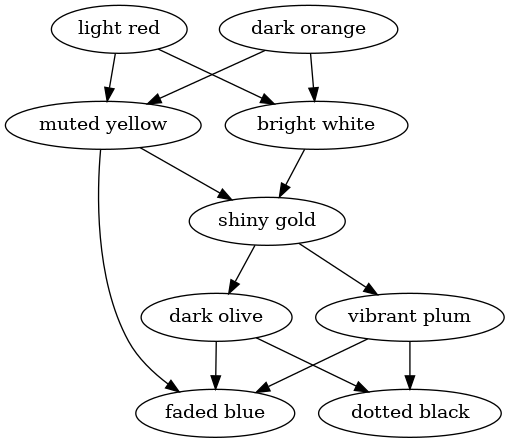 light red
dark orange
muted yellow
bright white
shiny gold
dark olive
vibrant plum
faded blue
dotted black